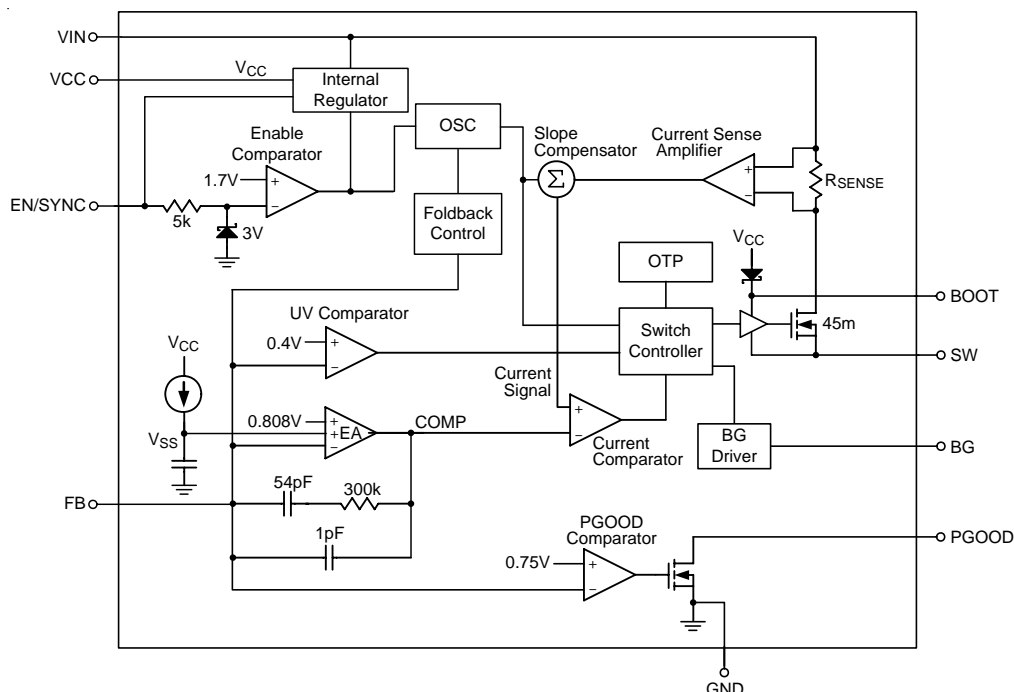 VIN
VCC
VCC
Internal
Regulator
OSC
Enable
Comparator
1.7V
+
−
EN/SYNC
5k
3V
Foldback
Control
Slope
Compensator
Σ
Current Sense
Amplifier
+
−
RSENSE
OTP
VCC
BOOT
45m
SW
UV Comparator
0.4V
+
−
Switch
Controller
Current
Signal
+
−
Current
Comparator
VCC
VSS
0.808V
+
+EA
−
COMP
BG
Driver
BG
FB
54pF
300k
1pF
PGOOD
Comparator
0.75V
+
−
PGOOD
GND